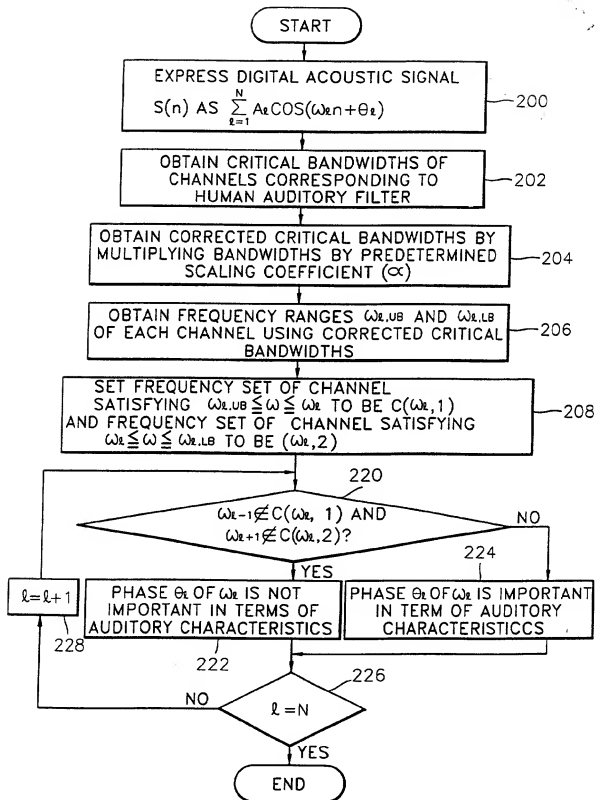 START
EXPRESS DIGITAL ACOUSTIC SIGNAL
S(n) AS N∑ℓ=1 AℓCOS(ωℓn+θℓ)
200
OBTAIN CRITICAL BANDWIDTHS OF
CHANNELS CORRESPONDING TO
HUMAN AUDITORY FILTER
202
OBTAIN CORRECTED CRITICAL BANDWIDTHS BY
MULTIPLYING BANDWIDTHS BY PREDETERMINED
SCALING COEFFICIENT (∝)
204
OBTAIN FREQUENCY RANGES ωℓ,UB AND ωℓ,LB
OF EACH CHANNEL USING CORRECTED CRITICAL
BANDWIDTHS
206
SET FREQUENCY SET OF CHANNEL
SATISFYING ωℓ,UB≦ω≦ωℓ TO BE C(ωℓ,1)
AND FREQUENCY SET OF CHANNEL SATISFYING
ωℓ≦ω≦ωℓ,LB TO BE (ωℓ,2)
208
220
ωℓ-1∉C(ωℓ, 1) AND
ωℓ+1∉C(ωℓ,2)?
NO
YES
224
PHASE θℓ OF ωℓ IS NOT
IMPORTANT IN TERMS OF
AUDITORY CHARACTERISTICS
222
PHASE θℓ OF ωℓ IS IMPORTANT
IN TERM OF AUDITORY
CHARACTERISTICCS
ℓ=ℓ+1
228
226
NO
ℓ=N
YES
END